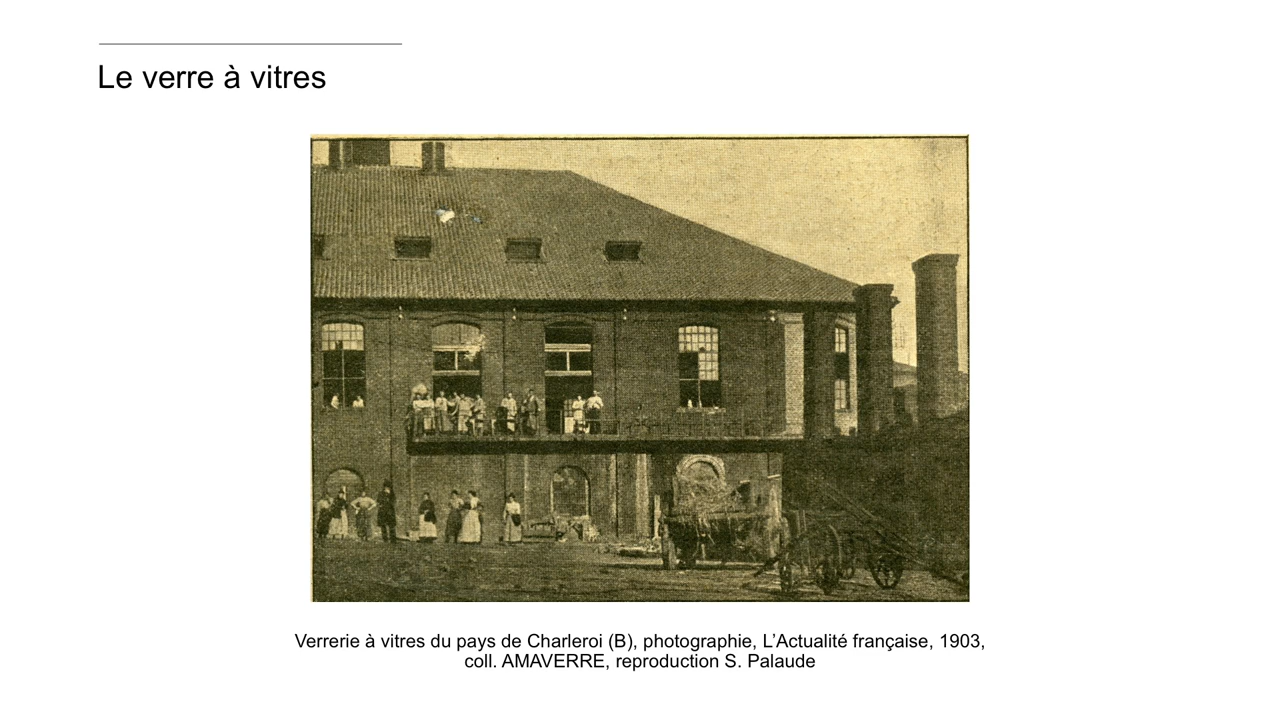 Le verre à vitres
Verrerie à vitres du pays de Charleroi (B), photographie, L’Actualité française, 1903,
coll. AMAVERRE, reproduction S. Palaude